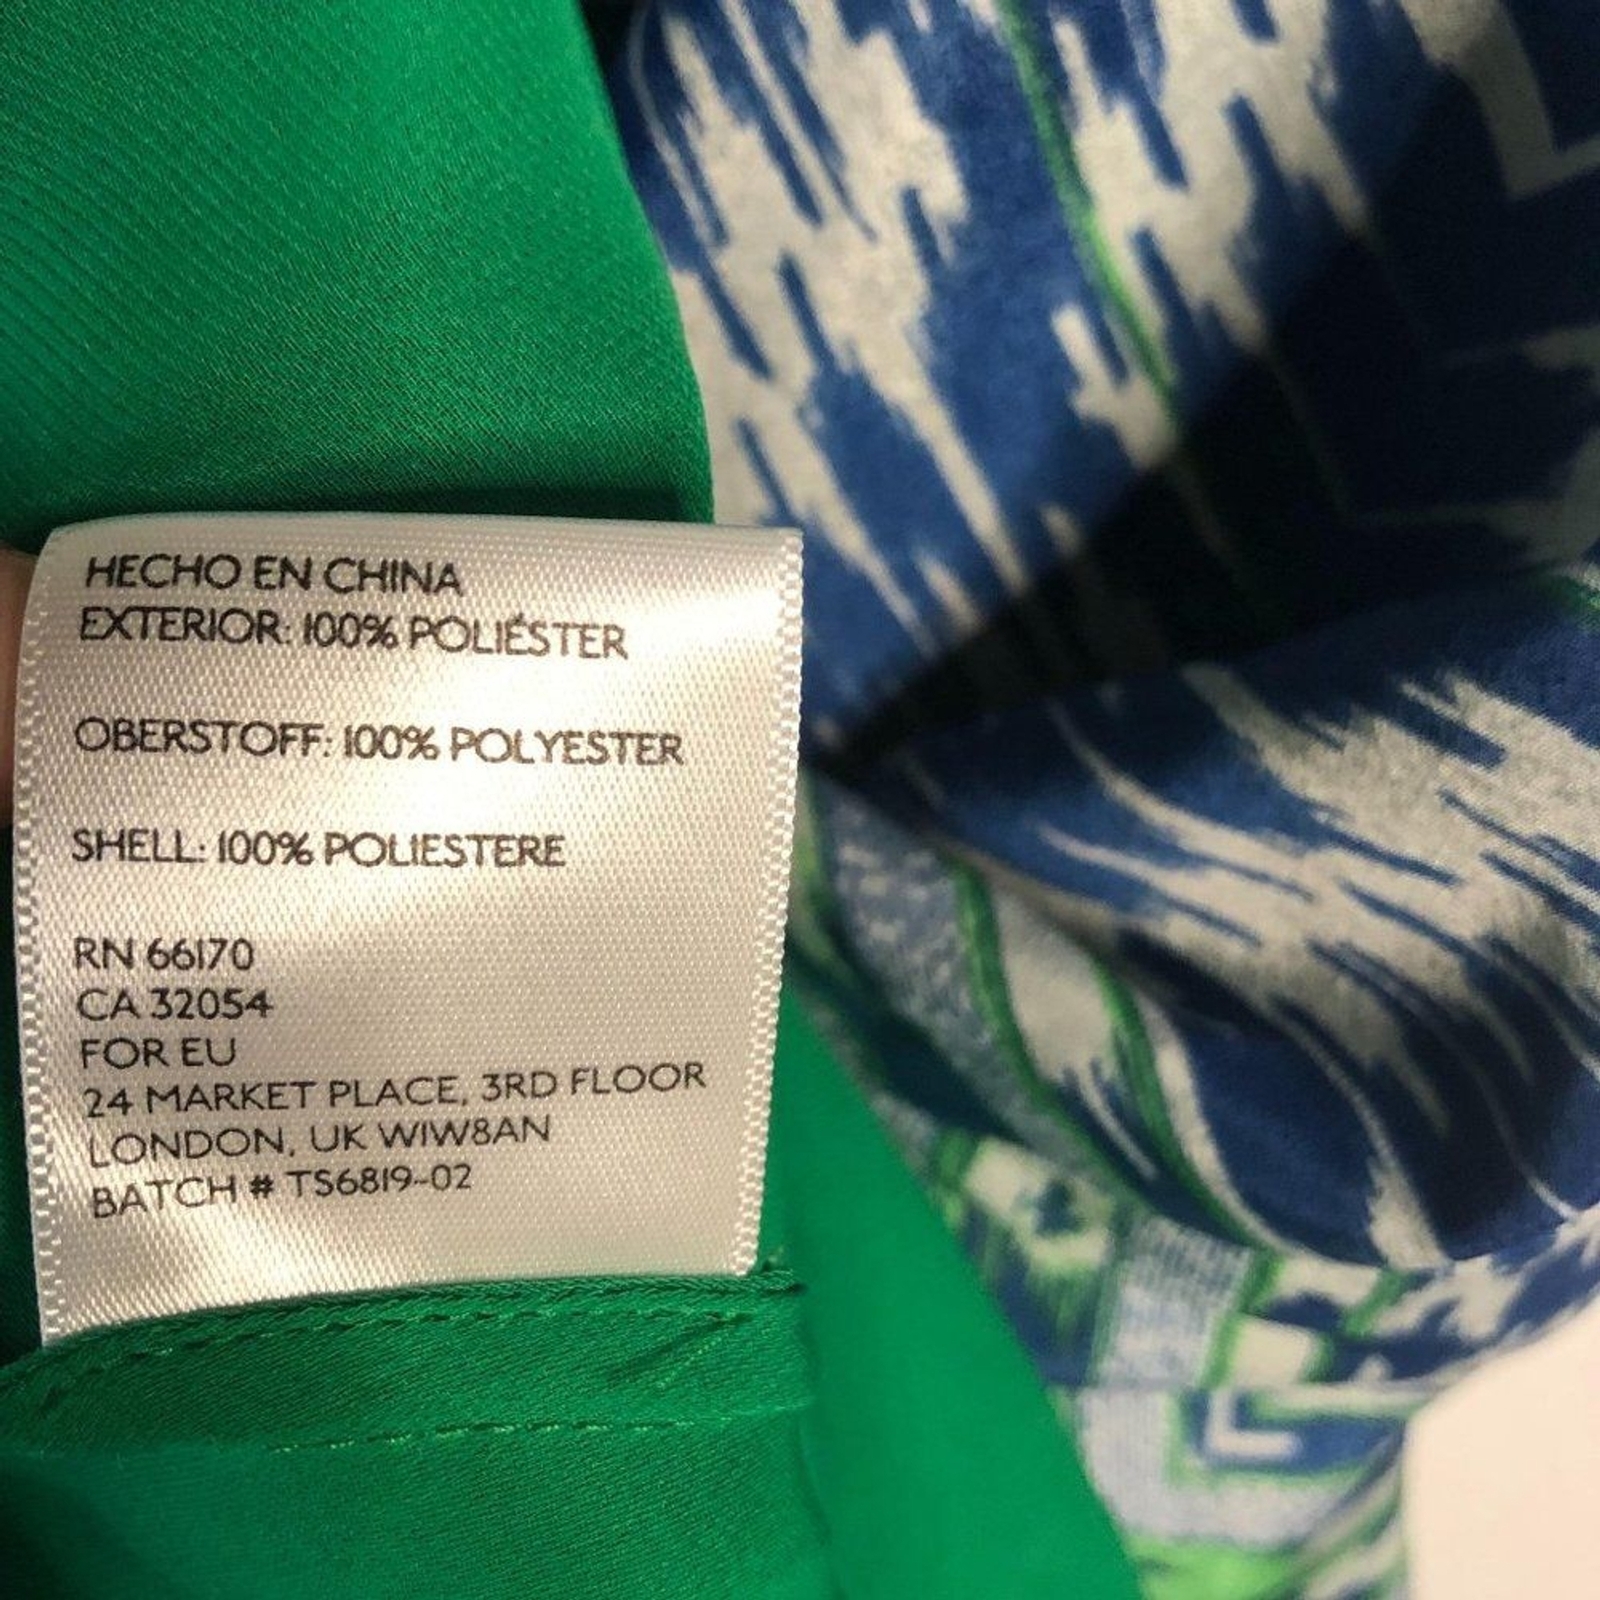 HECHO EN CHINA
EXTERIOR: 100% POLIÉSTER
OBERSTOFF: 100% POLYESTER
SHELL: 100% POLIESTERE
RN 66170
CA 32054
FOR EU
24 MARKET PLACE, 3RD FLOOR
LONDON, UK W1W8AN
BATCH # TS6819-02